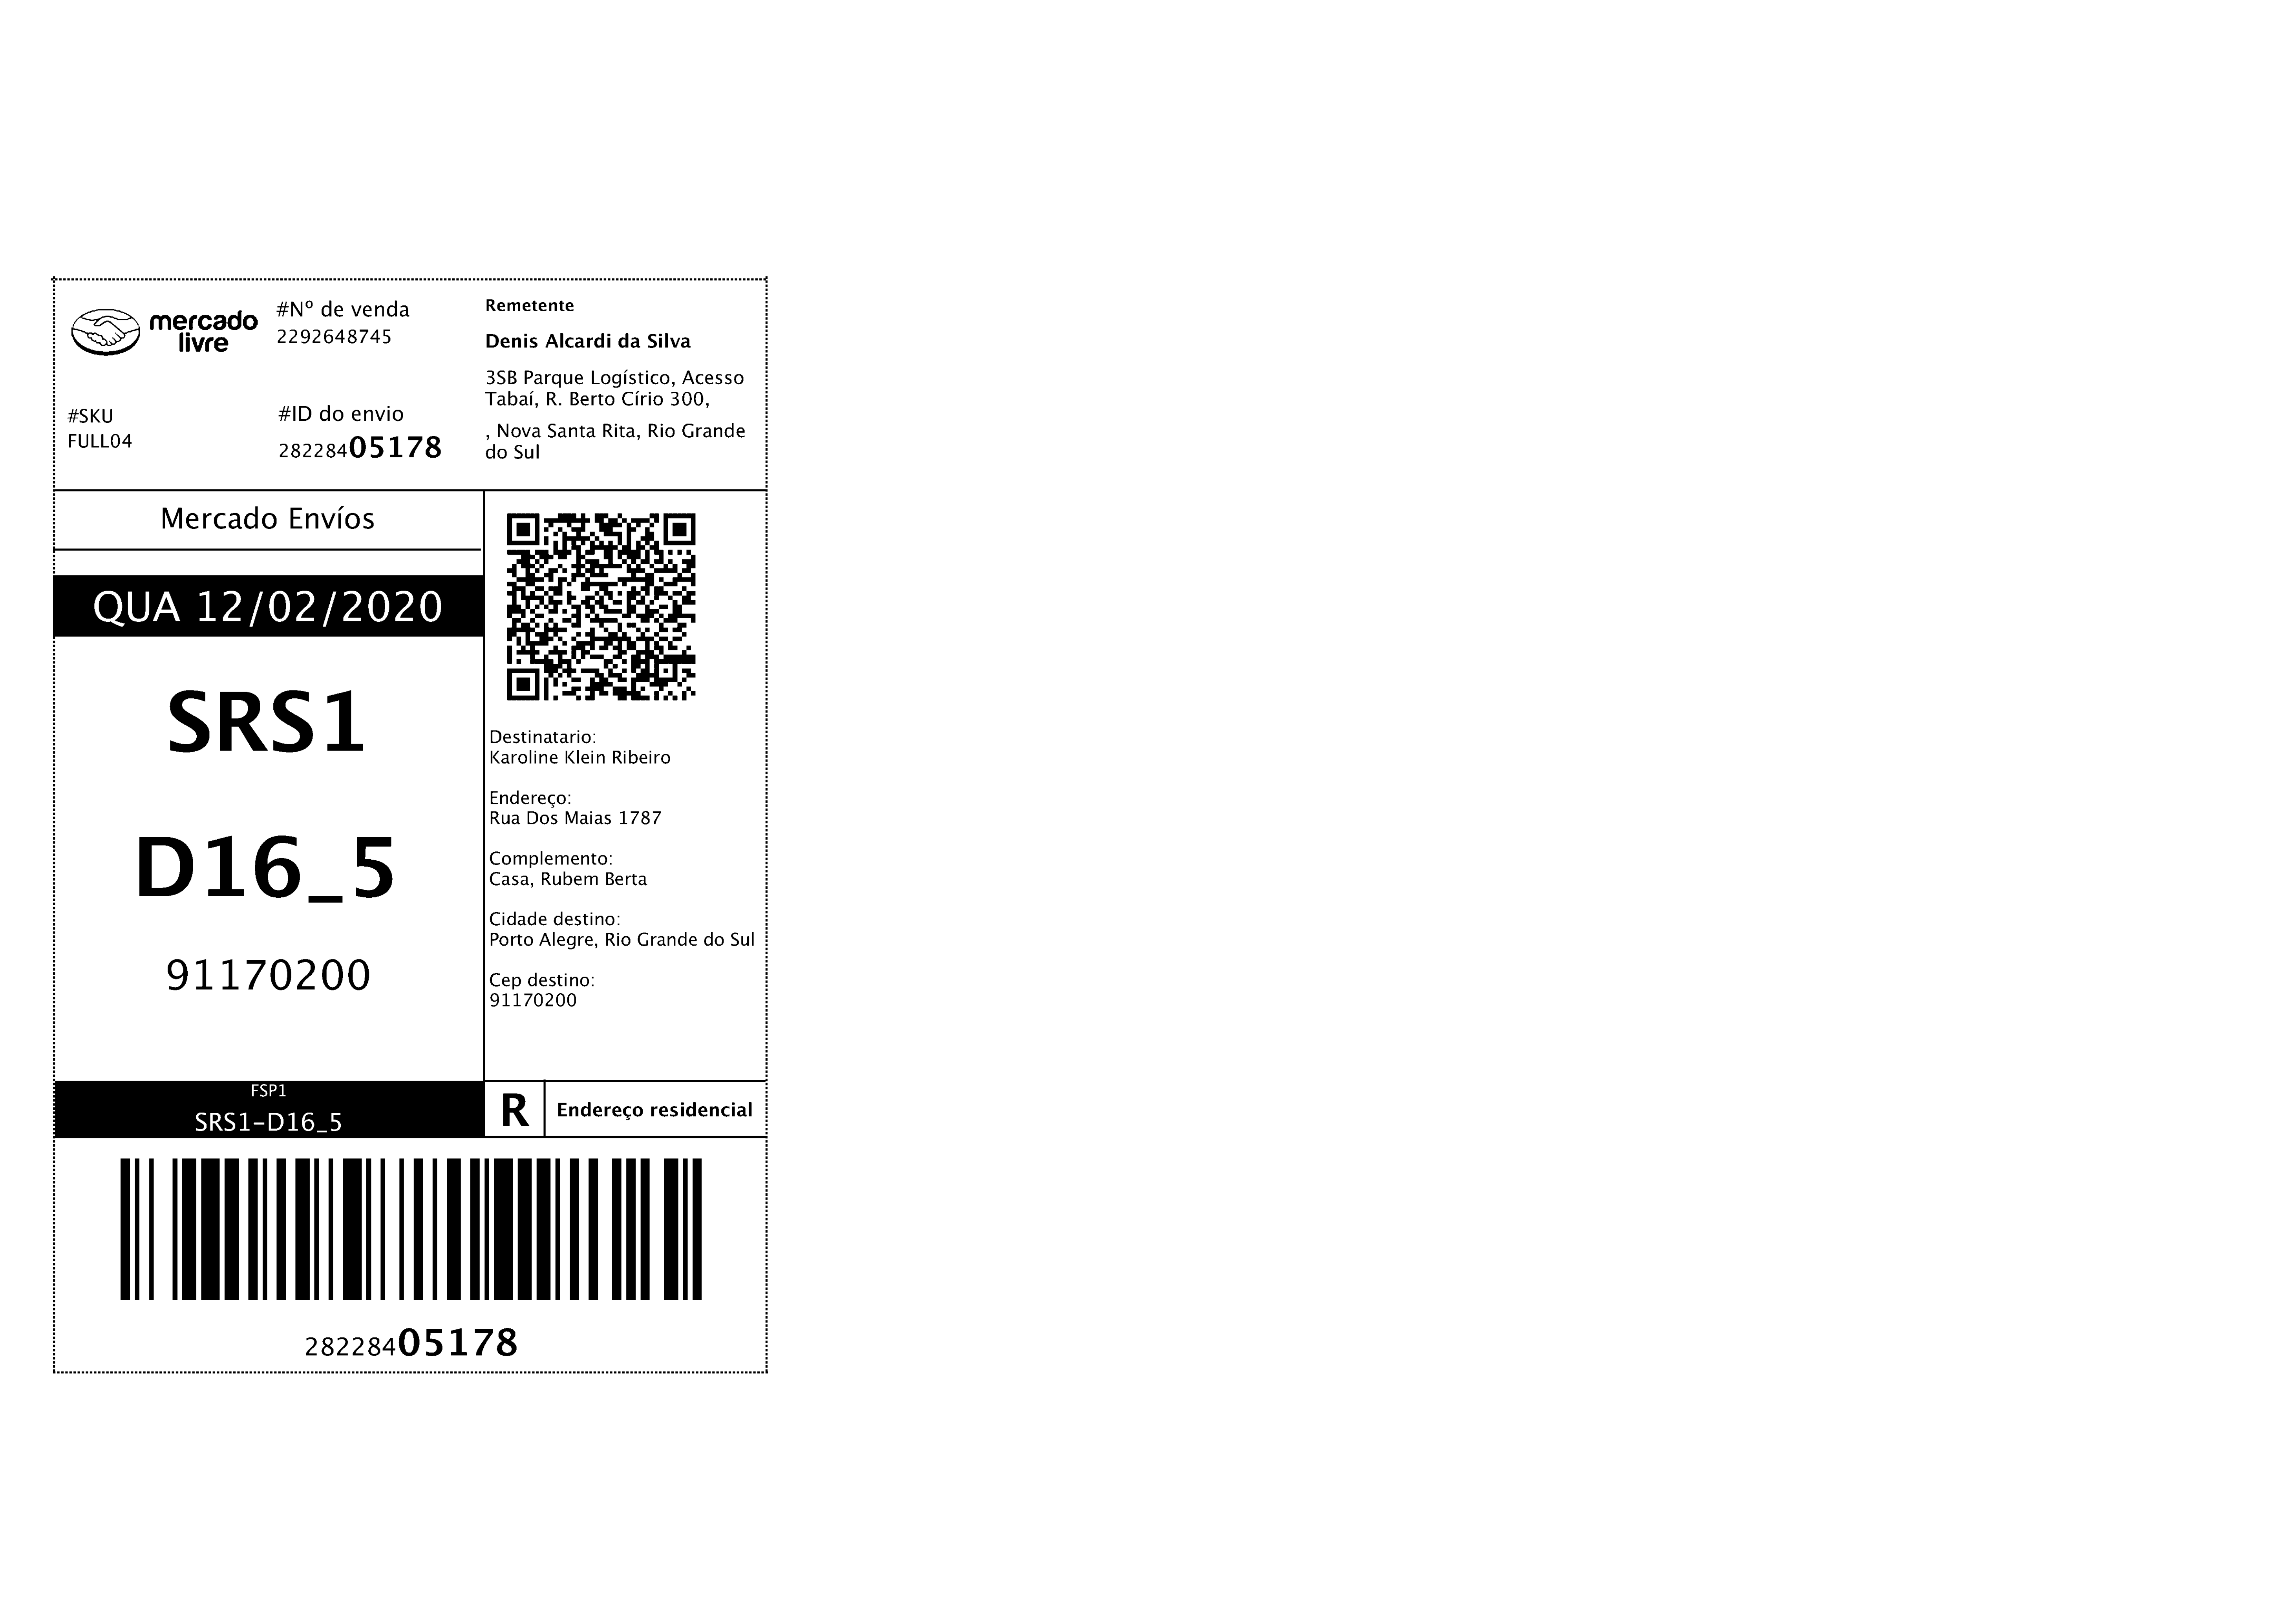 mercado
livre
#Nº de venda
2292648745
#SKU
FULL04
#ID do envio
28228405178
Remetente
Denis Alcardi da Silva
3SB Parque Logístico, Acesso
Tabaí, R. Berto Círio 300,
, Nova Santa Rita, Rio Grande
do Sul
Mercado Envíos
QUA 12/02/2020
SRS1
D16_5
91170200
Destinatario:
Karoline Klein Ribeiro
Endereço:
Rua Dos Maias 1787
Complemento:
Casa, Rubem Berta
Cidade destino:
Porto Alegre, Rio Grande do Sul
Cep destino:
91170200
FSP1
SRS1-D16_5
R
Endereço residencial
28228405178